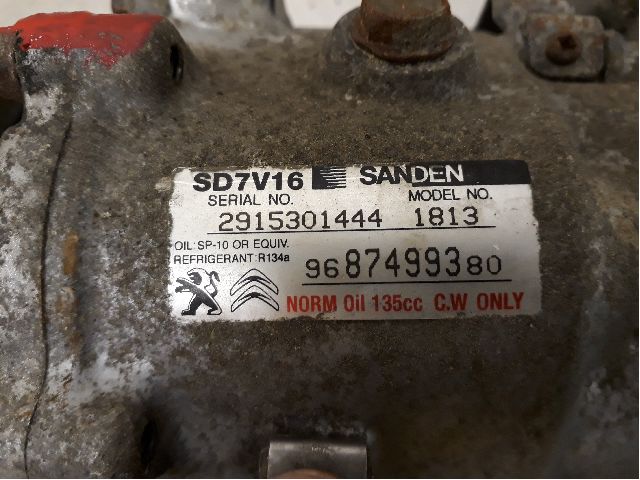 SD7V16 SANDEN
SERIAL NO. MODEL NO.
2915301444 1813
OIL:SP-10 OR EQUIV.
REFRIGERANT:R134a
9687499380
NORM Oil 135cc C.W ONLY